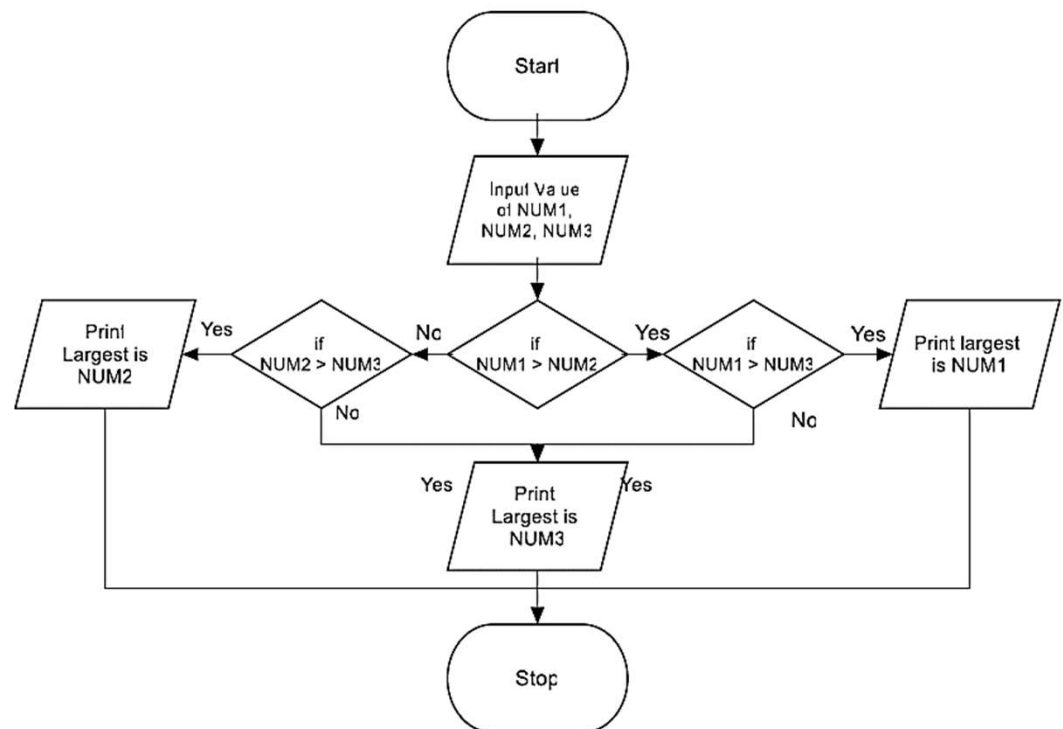 Start
Input Va ue
of NUM1,
NUM2, NUM3
Print
Largest is
NUM2
Yes
if
NUM2 > NUM3
No
if
NUM1 > NUM2
Yes
if
NUM1 > NUM3
Yes
Print largest
is NUM1
No
No
Yes
Print
Largest is
NUM3
Yes
Stop